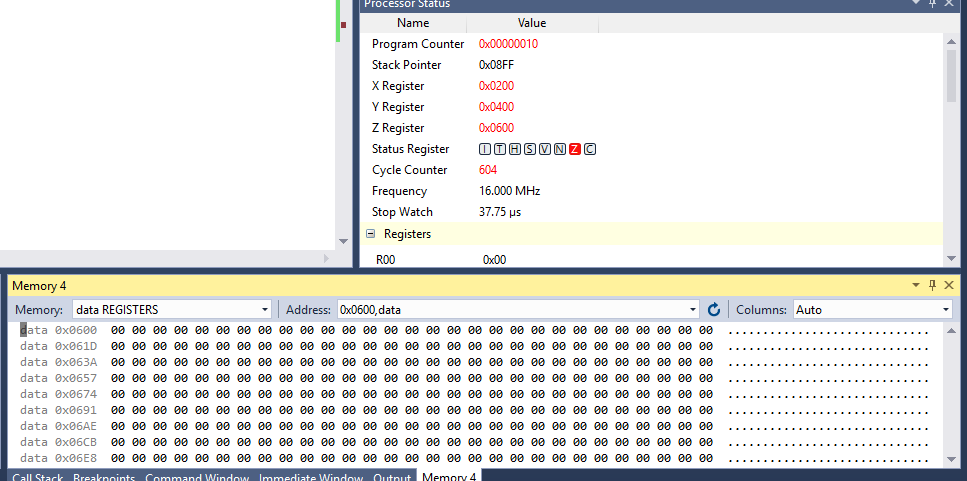 Processor Status
Name Value
Program Counter 0x00000010
Stack Pointer 0x08FF
X Register 0x0200
Y Register 0x0400
Z Register 0x0600
Status Register I T H S V N Z C
Cycle Counter 604
Frequency 16.000 MHz
Stop Watch 37.75 µs
Registers
R00 0x00
Memory 4
Memory: data REGISTERS Address: 0x0600,data Columns: Auto
data 0x0600 00 00 00 00 00 00 00 00 00 00 00 00 00 00 00 00 00 00 00 00 00 00 00 00 00 00 00 00 00 .............................
data 0x061D 00 00 00 00 00 00 00 00 00 00 00 00 00 00 00 00 00 00 00 00 00 00 00 00 00 00 00 00 00 .............................
data 0x063A 00 00 00 00 00 00 00 00 00 00 00 00 00 00 00 00 00 00 00 00 00 00 00 00 00 00 00 00 00 .............................
data 0x0657 00 00 00 00 00 00 00 00 00 00 00 00 00 00 00 00 00 00 00 00 00 00 00 00 00 00 00 00 00 .............................
data 0x0674 00 00 00 00 00 00 00 00 00 00 00 00 00 00 00 00 00 00 00 00 00 00 00 00 00 00 00 00 00 .............................
data 0x0691 00 00 00 00 00 00 00 00 00 00 00 00 00 00 00 00 00 00 00 00 00 00 00 00 00 00 00 00 00 .............................
data 0x06AE 00 00 00 00 00 00 00 00 00 00 00 00 00 00 00 00 00 00 00 00 00 00 00 00 00 00 00 00 00 .............................
data 0x06CB 00 00 00 00 00 00 00 00 00 00 00 00 00 00 00 00 00 00 00 00 00 00 00 00 00 00 00 00 00 .............................
data 0x06E8 00 00 00 00 00 00 00 00 00 00 00 00 00 00 00 00 00 00 00 00 00 00 00 00 00 00 00 00 00 .............................
Call Stack Breakpoints Command Window Immediate Window Output Memory 4